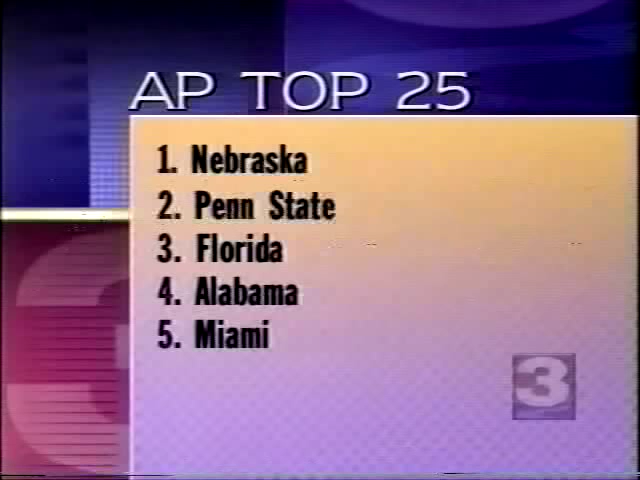 AP TOP 25
1. Nebraska
2. Penn State
3. Florida
4. Alabama
5. Miami
3